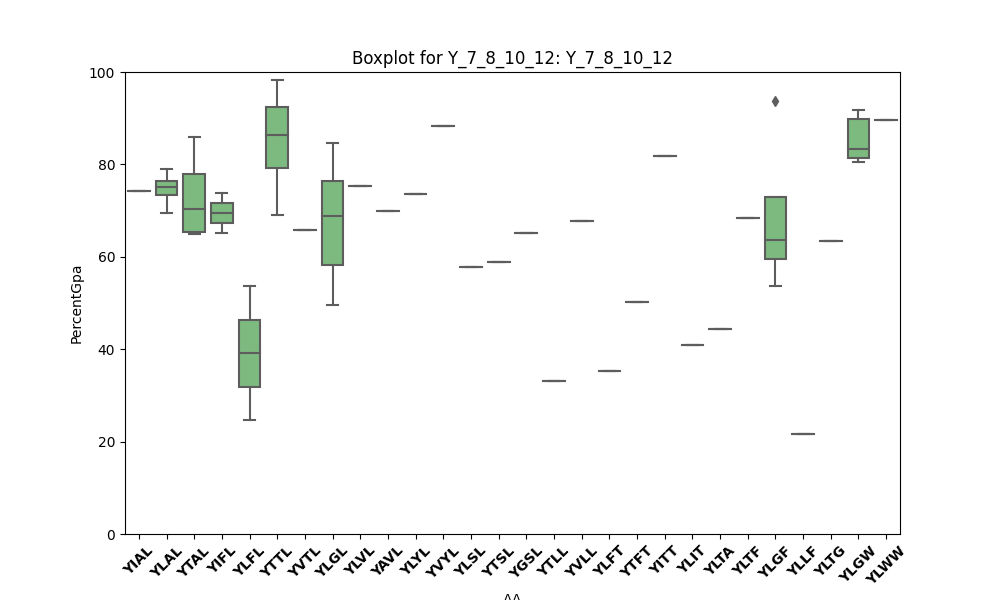 Boxplot for Y_7_8_10_12: Y_7_8_10_12
PercentGpa
100
80
60
40
20
0
YIAL YLAL YTAL YIFL YLFL YTTL YVTL YLGL YLVL YAVL YLYL YVYL YLSL YTSL YGSL YTLL YVLL YLFT YTFT YITT YLIT YLTA YLTF YLGF YLLF YLTG YLGW YLWW
AA